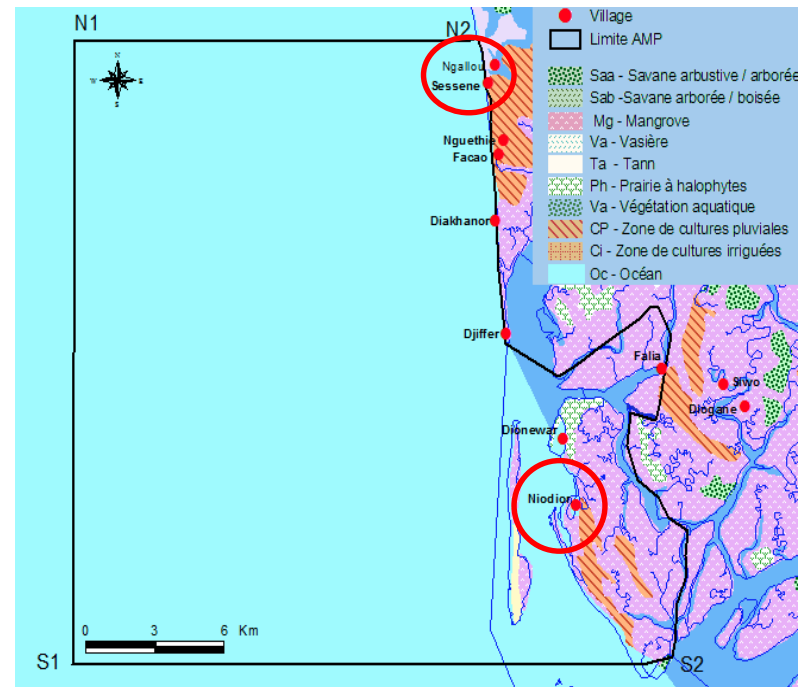 N1
N2
Village
Limite AMP
Saa - Savane arbustive / arborée
Sab -Savane arborée / boisée
Mg - Mangrove
Va - Vasière
Ta - Tann
Ph - Prairie à halophytes
Va - Végétation aquatique
CP - Zone de cultures pluviales
Ci - Zone de cultures irriguées
Oc - Océan
N
W
E
S
Ngallou
Sessene
Nguethie
Facao
Diakhanor
Djiffer
Falia
Siwo
Diogane
Dionewar
Niodior
0 3 6 Km
S1
S2